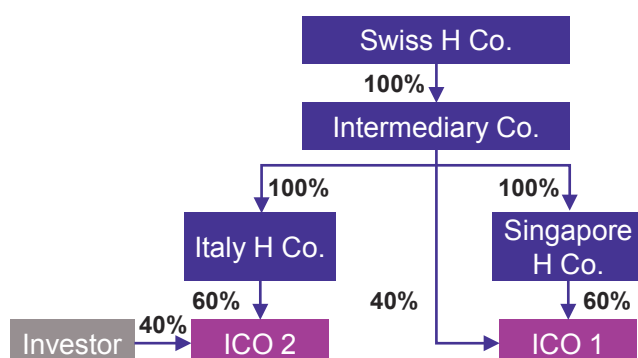 Swiss H Co.
100%
Intermediary Co.
100%
100%
Italy H Co.
Singapore
H Co.
60%
40%
60%
40%
Investor
ICO 2
ICO 1